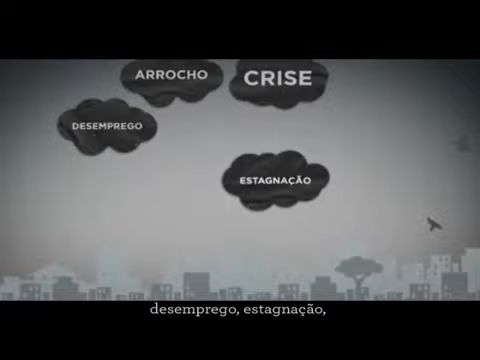 ARROCHO
CRISE
DESEMPREGO
ESTAGNAÇÃO
desemprego, estagnação,